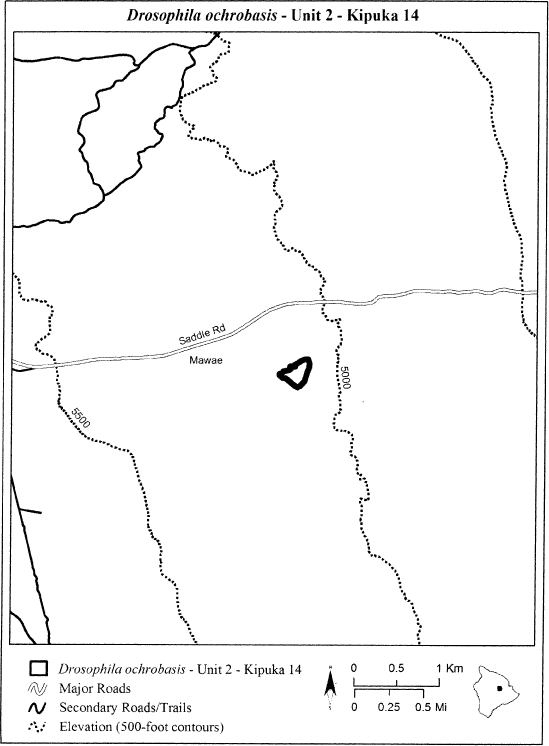 Drosophila ochrobasis - Unit 2 - Kipuka 14
Saddle Rd
Mawae
5000
5500
Drosophila ochrobasis - Unit 2 - Kipuka 14
Major Roads
Secondary Roads/Trails
Elevation (500-foot contours)
0 0.5 1 Km
0 0.25 0.5 Mi